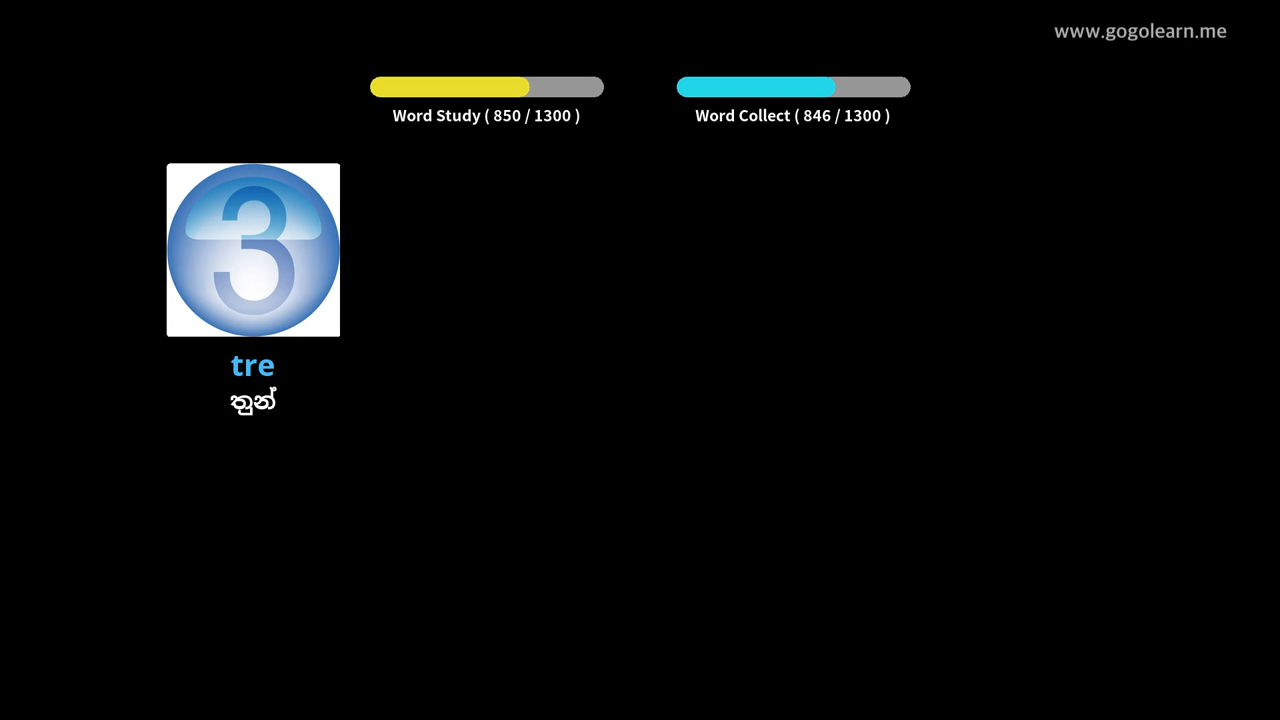 www.gogolearn.me
Word Study ( 850 / 1300 )
Word Collect ( 846 / 1300 )
3
tre
තුන්